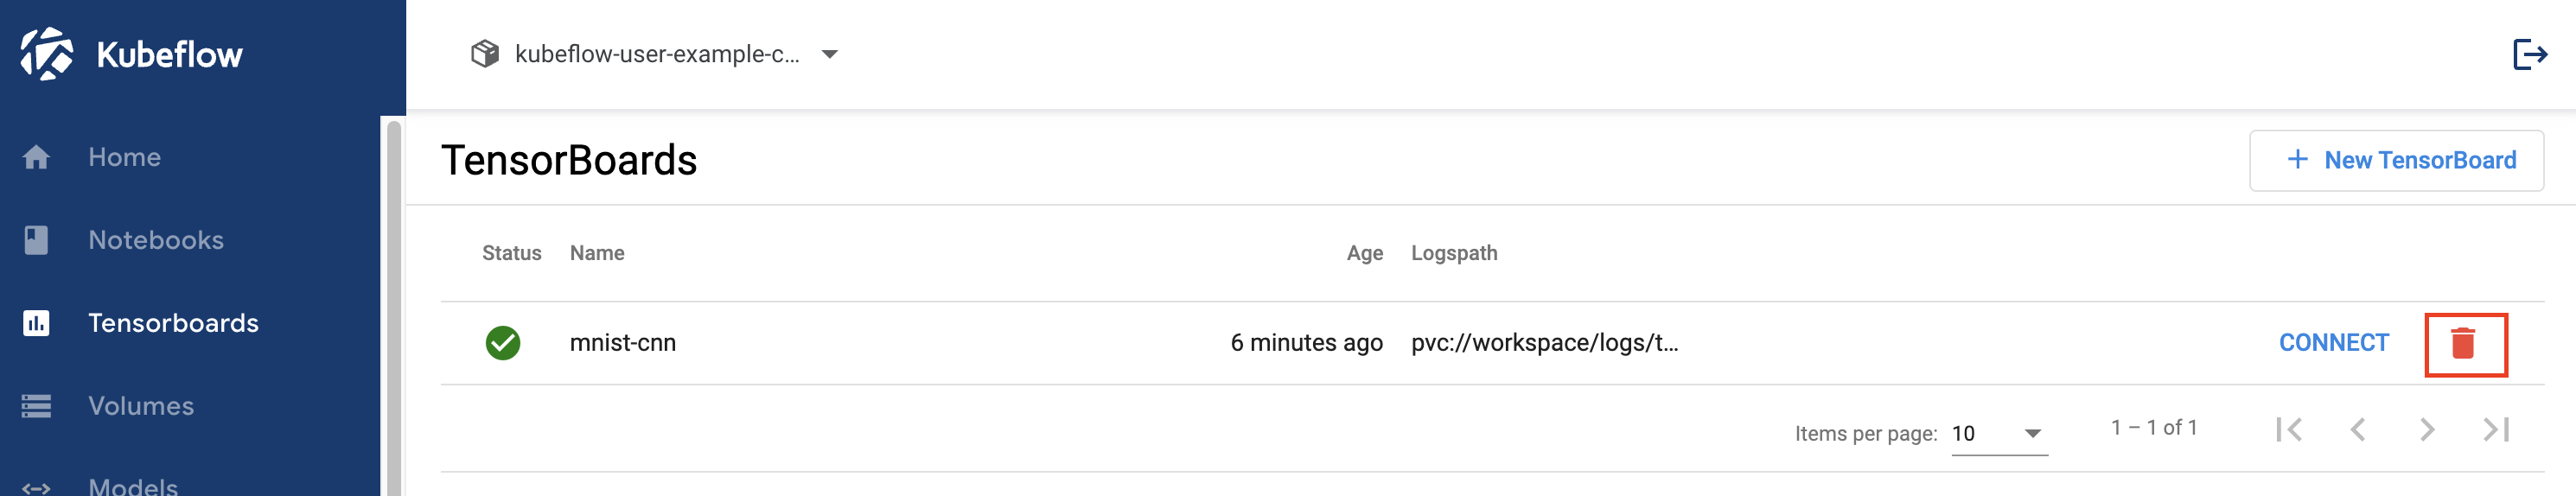 Kubeflow
kubeflow-user-example-c...
Home
Notebooks
Tensorboards
Volumes
Models
TensorBoards
+ New TensorBoard
Status Name Age Logspath
mnist-cnn 6 minutes ago pvc://workspace/logs/t... CONNECT
Items per page: 10 1 – 1 of 1